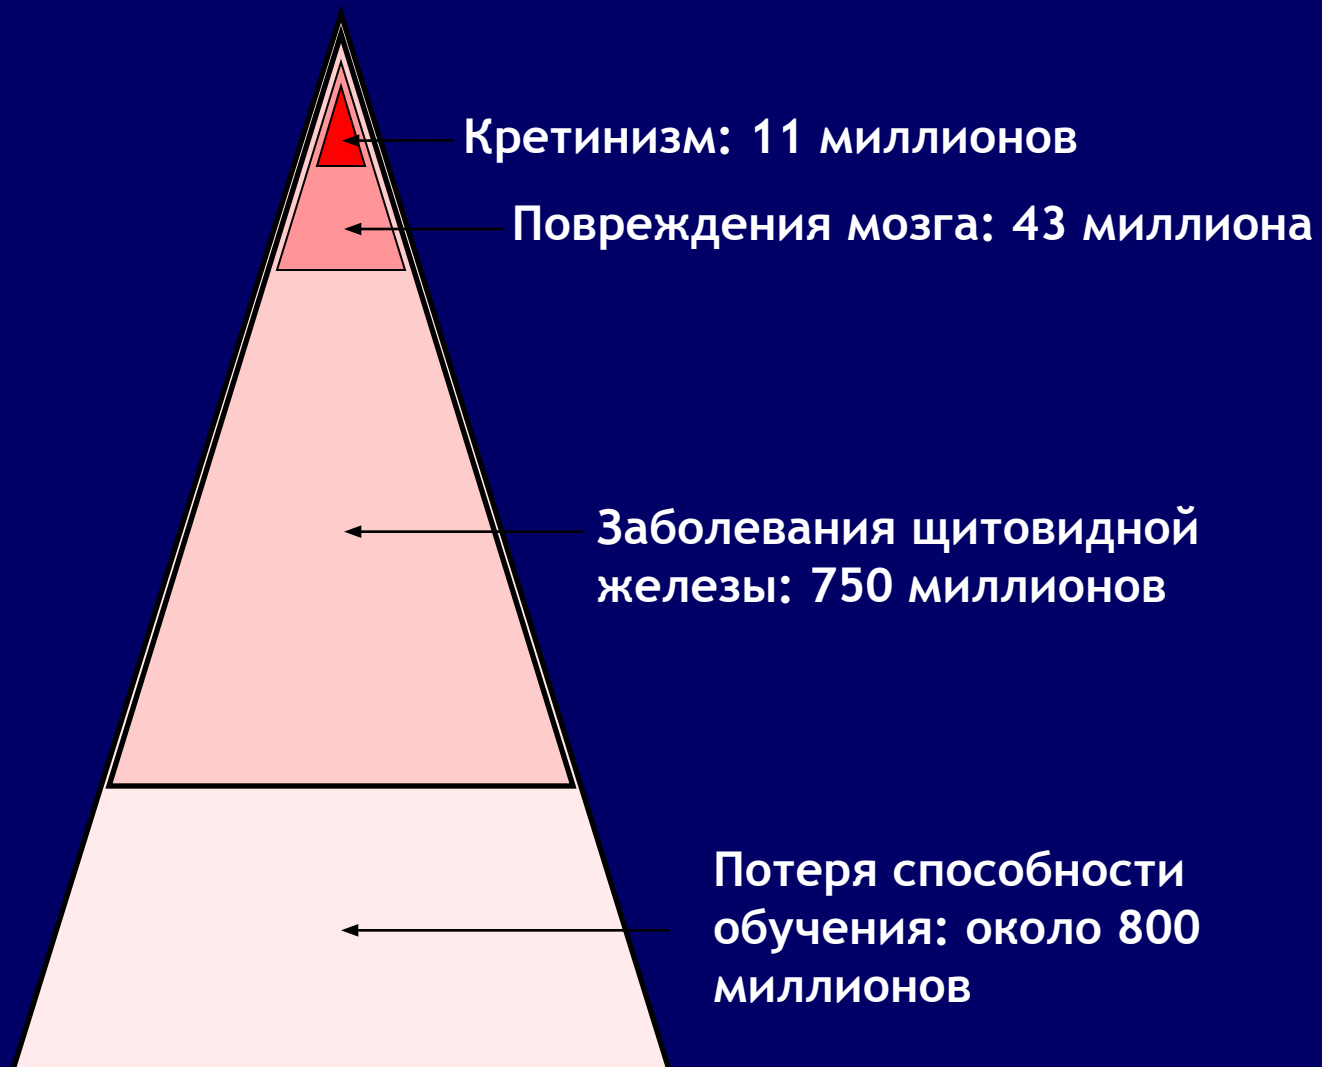 Кретинизм: 11 миллионов
Повреждения мозга: 43 миллиона
Заболевания щитовидной
железы: 750 миллионов
Потеря способности
обучения: около 800
миллионов